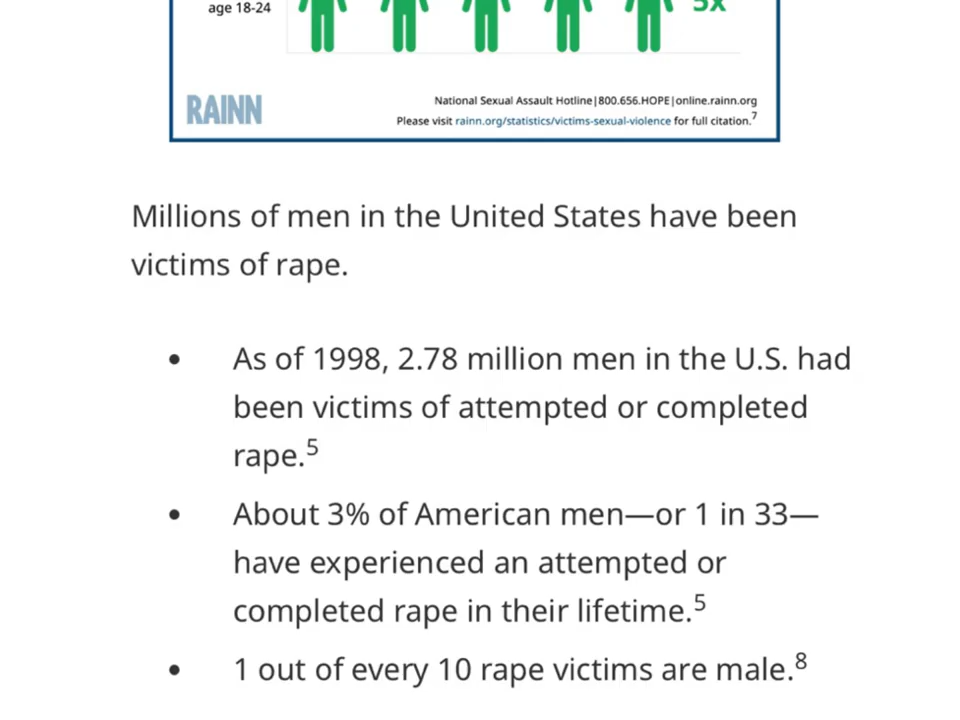 age 18-24
5x
RAINN
National Sexual Assault Hotline|800.656.HOPE|online.rainn.org
Please visit rainn.org/statistics/victims-sexual-violence for full citation.7
Millions of men in the United States have been
victims of rape.
• As of 1998, 2.78 million men in the U.S. had
been victims of attempted or completed
rape.5
• About 3% of American men—or 1 in 33—
have experienced an attempted or
completed rape in their lifetime.5
• 1 out of every 10 rape victims are male.8